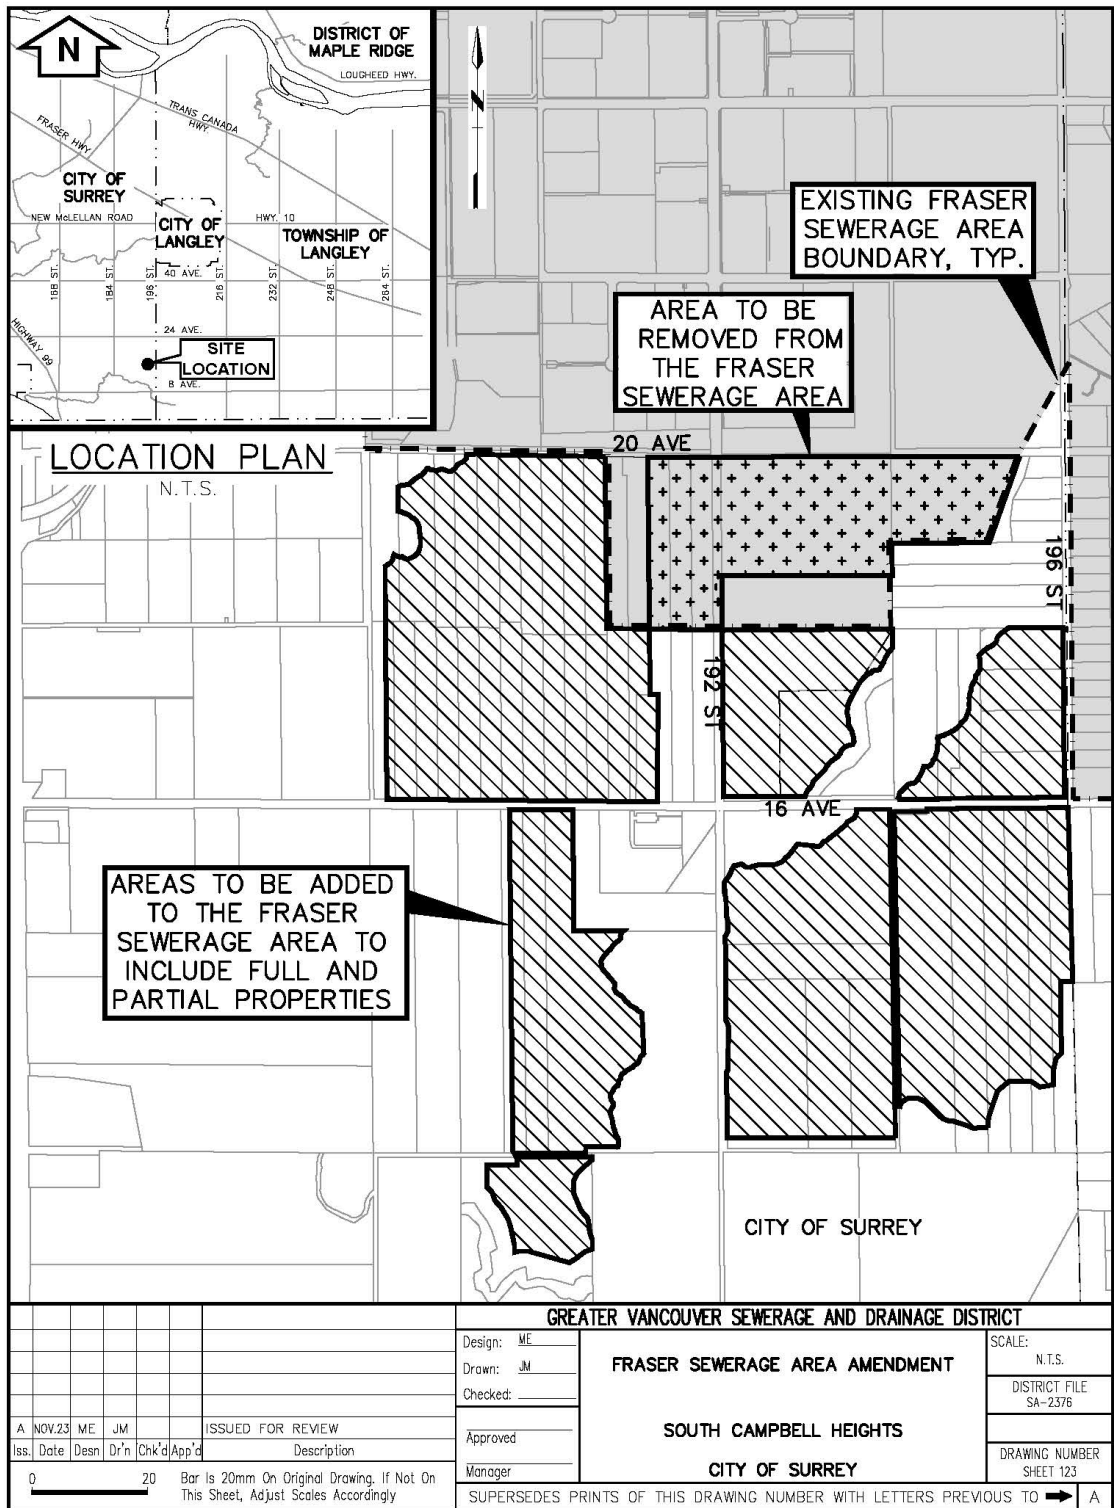 N
DISTRICT OF
MAPLE RIDGE
LOUGHEED HWY.
TRANS CANADA
HWY.
FRASER HWY
CITY OF
SURREY
NEW McLELLAN ROAD
CITY OF
LANGLEY
HWY. 10
TOWNSHIP OF
LANGLEY
40 AVE.
168 ST.
184 ST.
196 ST.
216 ST.
232 ST.
248 ST.
264 ST.
24 AVE.
HIGHWAY 99
SITE
LOCATION
8 AVE.
LOCATION PLAN
N.T.S.
N
EXISTING FRASER
SEWERAGE AREA
BOUNDARY, TYP.
AREA TO BE
REMOVED FROM
THE FRASER
SEWERAGE AREA
20 AVE
196 ST
192 ST
16 AVE
AREAS TO BE ADDED
TO THE FRASER
SEWERAGE AREA TO
INCLUDE FULL AND
PARTIAL PROPERTIES
CITY OF SURREY
GREATER VANCOUVER SEWERAGE AND DRAINAGE DISTRICT
Design: ME
Drawn: JM
Checked:
Approved
Manager
FRASER SEWERAGE AREA AMENDMENT
SOUTH CAMPBELL HEIGHTS
CITY OF SURREY
SCALE:
N.T.S.
DISTRICT FILE
SA-2376
DRAWING NUMBER
SHEET 123
A NOV.23 ME JM ISSUED FOR REVIEW
Iss. Date Desn Dr'n Chk'd App'd Description
0 20 Bar Is 20mm On Original Drawing. If Not On
This Sheet, Adjust Scales Accordingly
SUPERSEDES PRINTS OF THIS DRAWING NUMBER WITH LETTERS PREVIOUS TO A